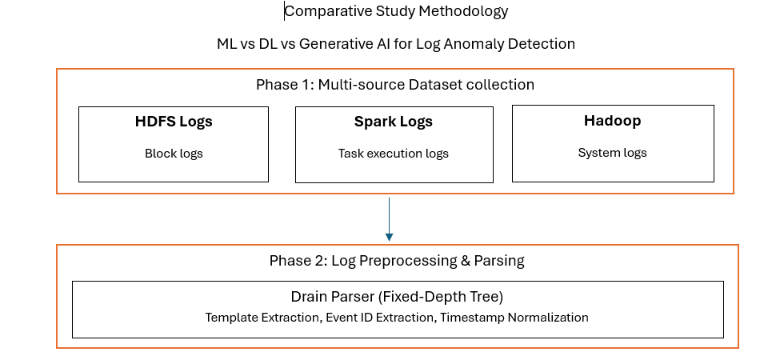 Comparative Study Methodology
ML vs DL vs Generative AI for Log Anomaly Detection
Phase 1: Multi-source Dataset collection
HDFS Logs
Block logs
Spark Logs
Task execution logs
Hadoop
System logs
Phase 2: Log Preprocessing & Parsing
Drain Parser (Fixed-Depth Tree)
Template Extraction, Event ID Extraction, Timestamp Normalization